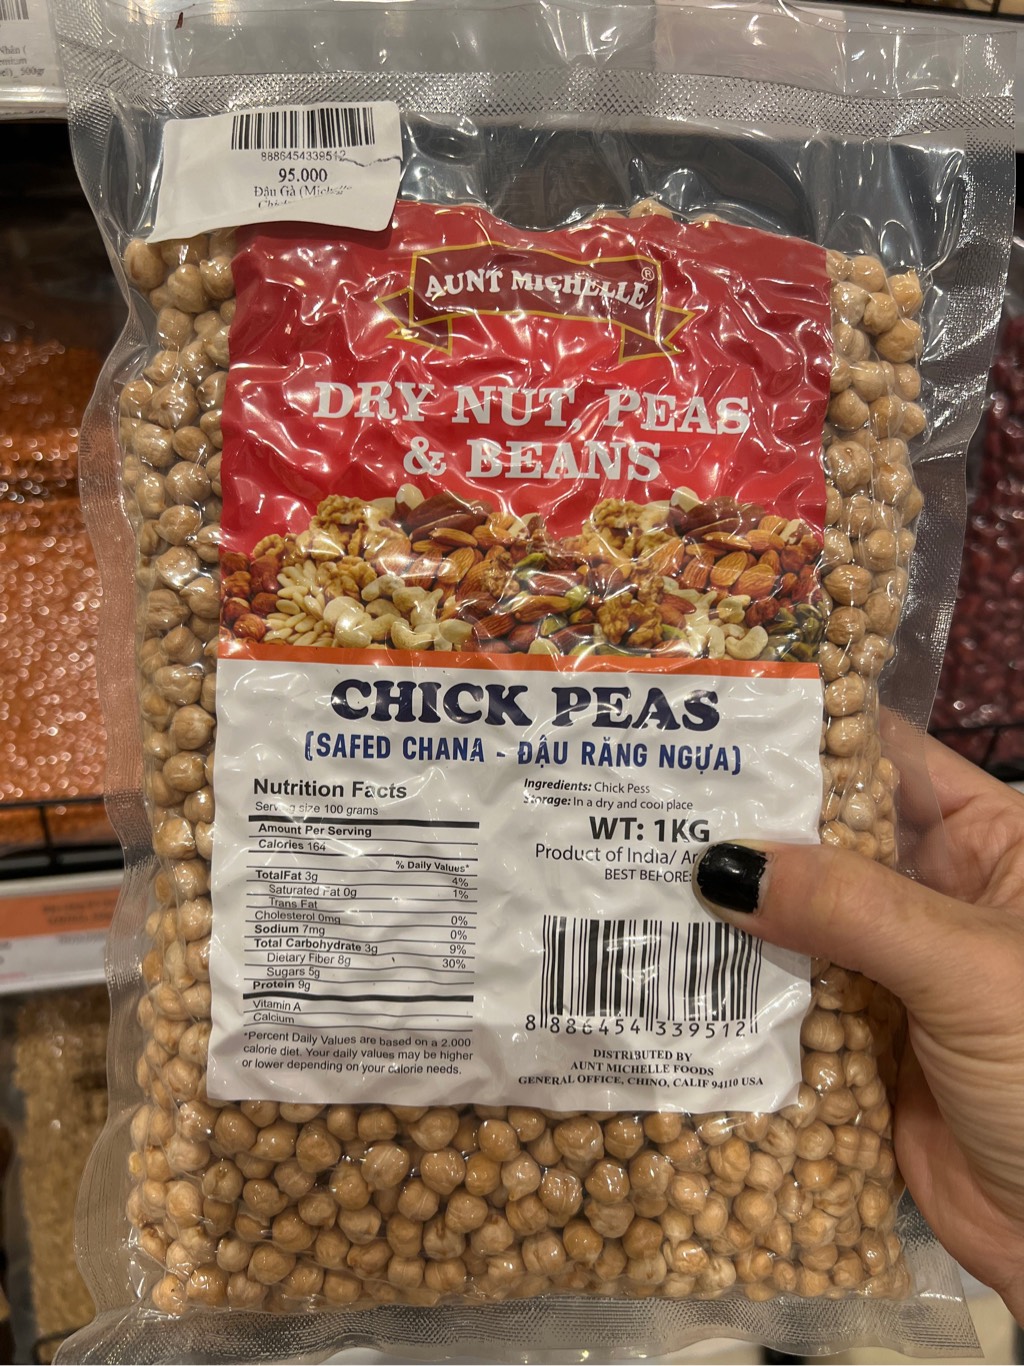 500gr
8886454339512
95.000
Đậu Gà
AUNT MICHELLE®
DRY NUT, PEAS
& BEANS
CHICK PEAS
(SAFED CHANA - ĐẬU RĂNG NGỰA)
Nutrition Facts
size 100 grams
Amount Per Serving
Calories 164
% Daily Values*
TotalFat 3g 4%
Saturated Fat 0g 1%
Trans Fat
Cholesterol 0mg 0%
Sodium 7mg 0%
Total Carbohydrate 3g 9%
Dietary Fiber 8g 30%
Sugars 5g
Protein 9g
Vitamin A
Calcium
*Percent Daily Values are based on a 2.000
calorie diet. Your daily values may be higher
or lower depending on your calorie needs.
Ingredients: Chick Pess
Storage: In a dry and cool place
WT: 1KG
Product of India/ Ar
BEST BEFORE:
8 886454 339512
DISTRIBUTED BY
AUNT MICHELLE FOODS
GENERAL OFFICE, CHINO, CALIF 94110 USA